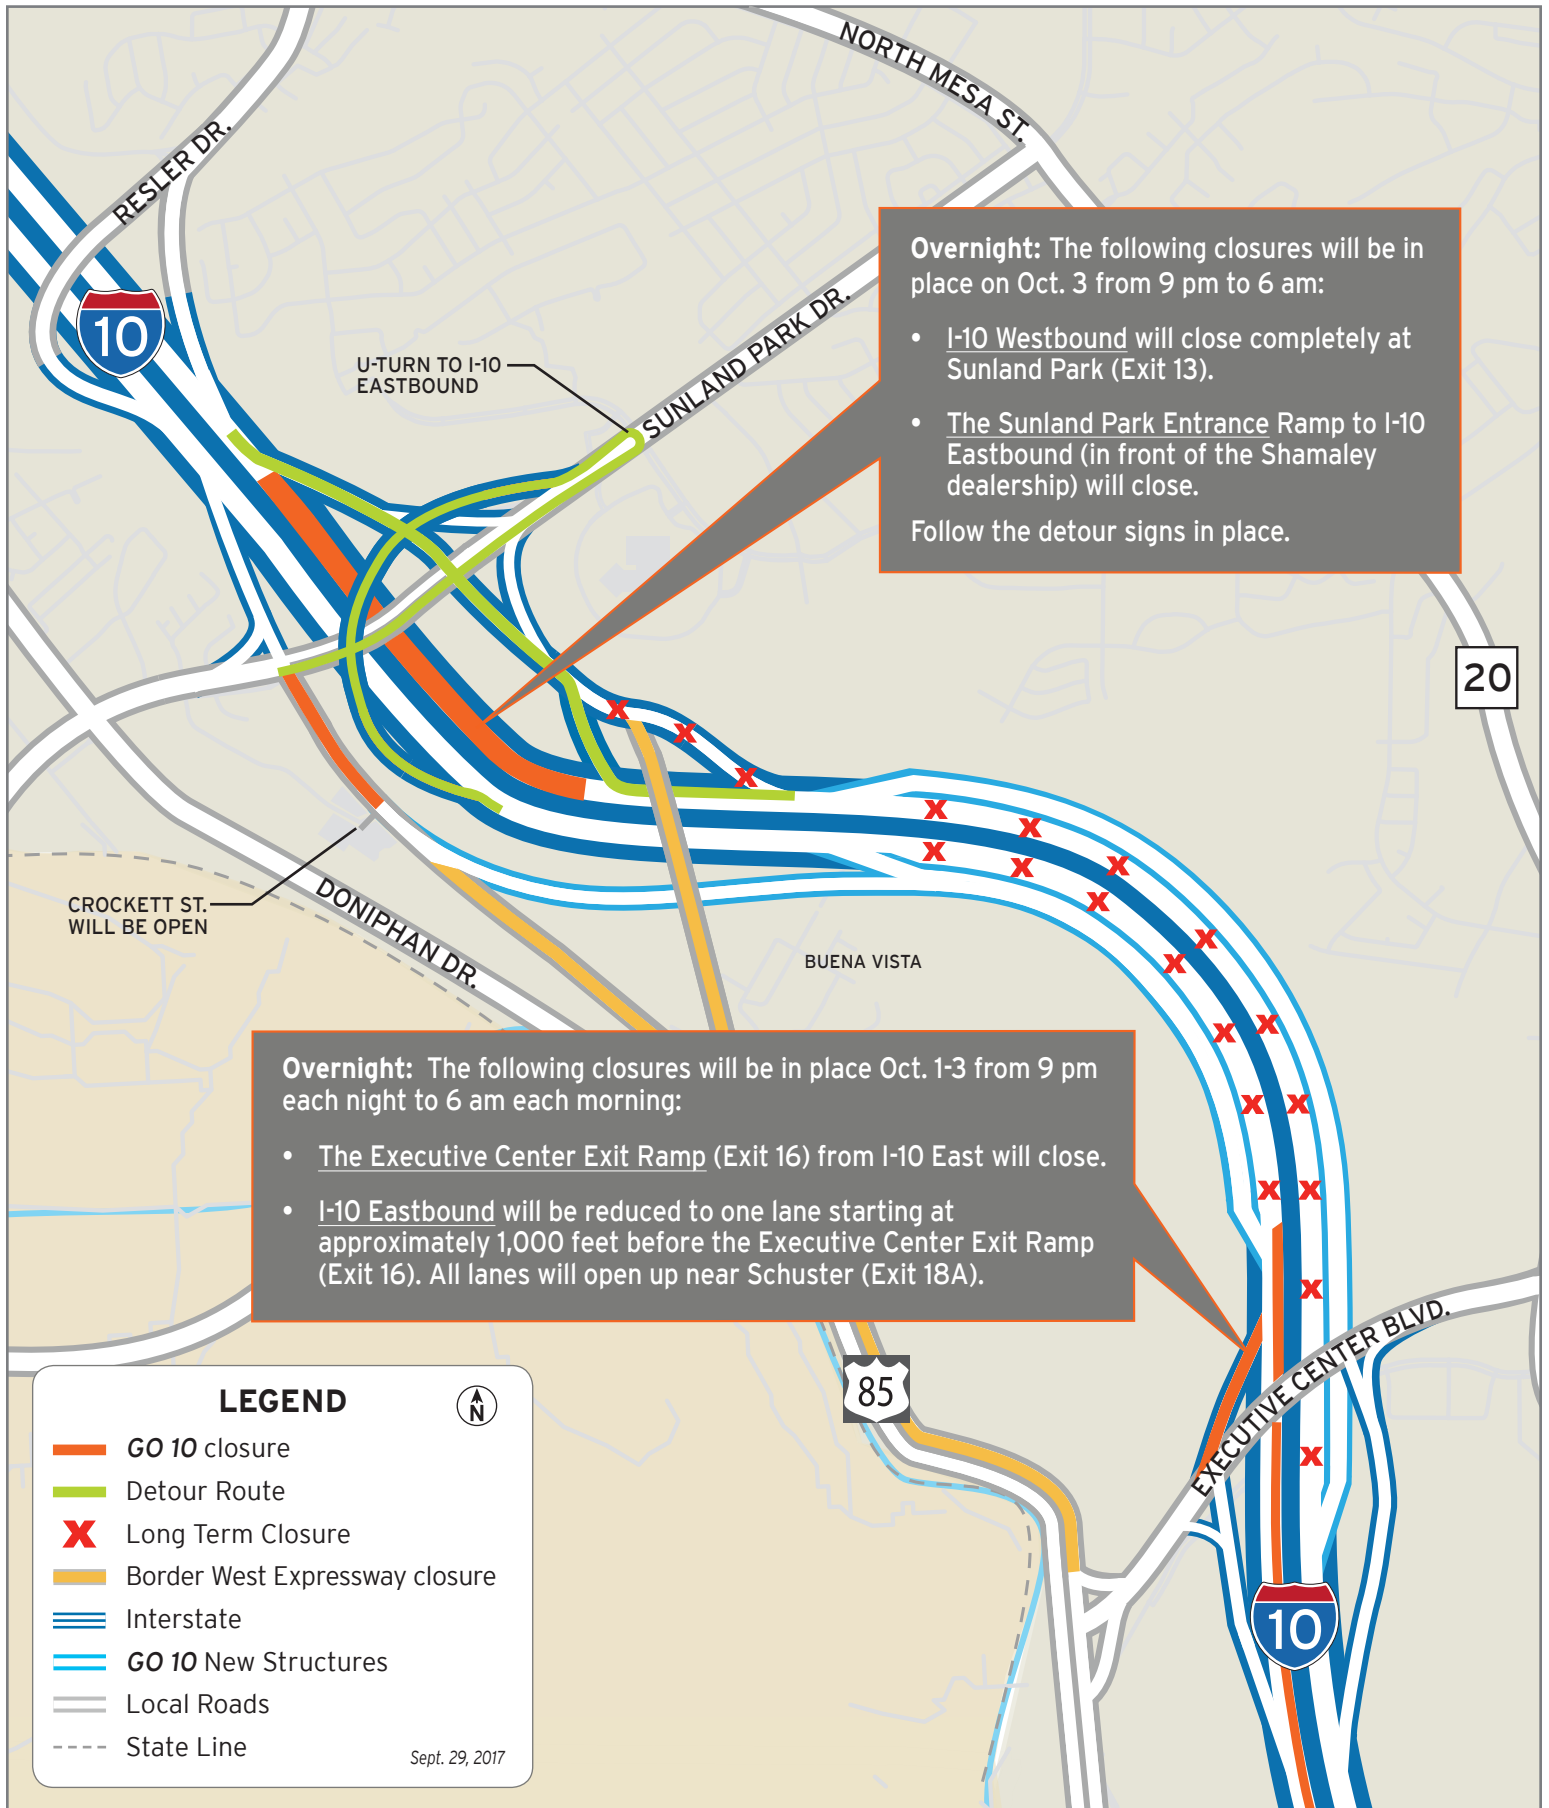 NORTH MESA ST.
RESLER DR.
10
U-TURN TO I-10
EASTBOUND
SUNLAND PARK DR.
Overnight: The following closures will be in
place on Oct. 3 from 9 pm to 6 am:
• I-10 Westbound will close completely at
Sunland Park (Exit 13).
• The Sunland Park Entrance Ramp to I-10
Eastbound (in front of the Shamaley
dealership) will close.
Follow the detour signs in place.
20
CROCKETT ST.
WILL BE OPEN
DONIPHAN DR.
BUENA VISTA
Overnight: The following closures will be in place Oct. 1-3 from 9 pm
each night to 6 am each morning:
• The Executive Center Exit Ramp (Exit 16) from I-10 East will close.
• I-10 Eastbound will be reduced to one lane starting at
approximately 1,000 feet before the Executive Center Exit Ramp
(Exit 16). All lanes will open up near Schuster (Exit 18A).
EXECUTIVE CENTER BLVD.
85
10
LEGEND
N
GO 10 closure
Detour Route
X Long Term Closure
Border West Expressway closure
Interstate
GO 10 New Structures
Local Roads
State Line
Sept. 29, 2017